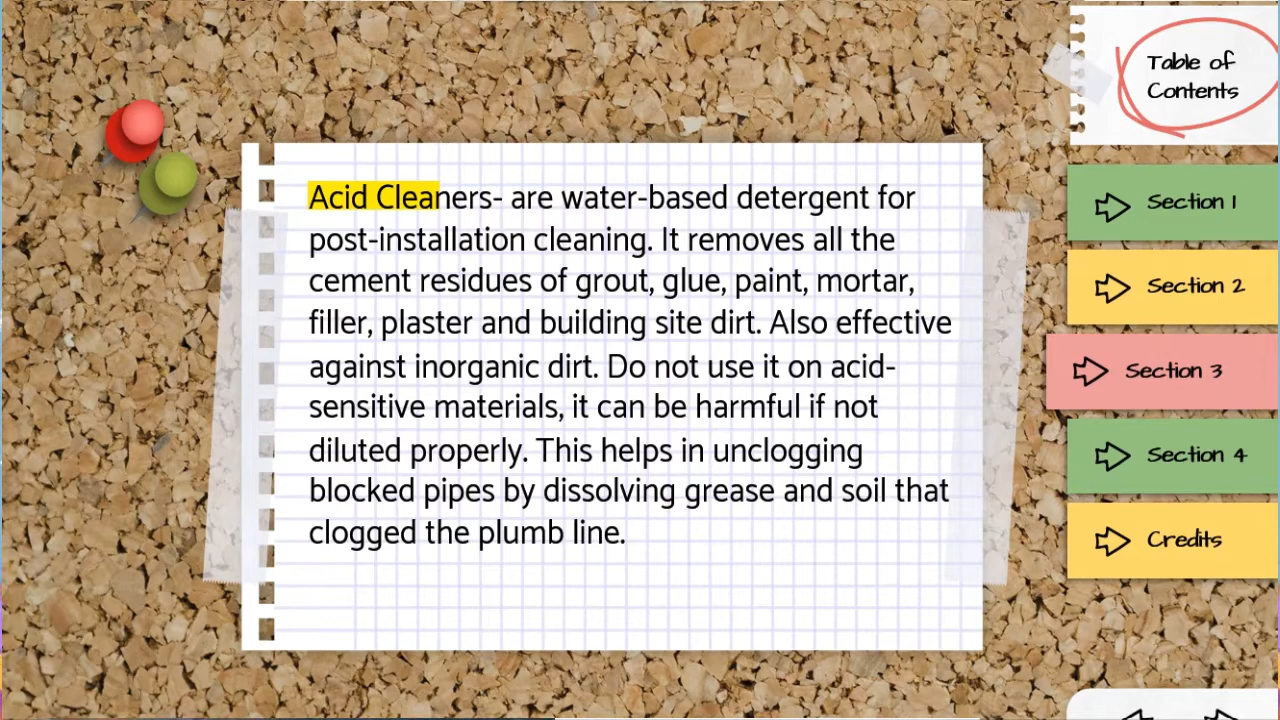 Table of
Contents
Acid Cleaners- are water-based detergent for
post-installation cleaning. It removes all the
cement residues of grout, glue, paint, mortar,
filler, plaster and building site dirt. Also effective
against inorganic dirt. Do not use it on acid-
sensitive materials, it can be harmful if not
diluted properly. This helps in unclogging
blocked pipes by dissolving grease and soil that
clogged the plumb line.
Section 1
Section 2
Section 3
Section 4
Credits